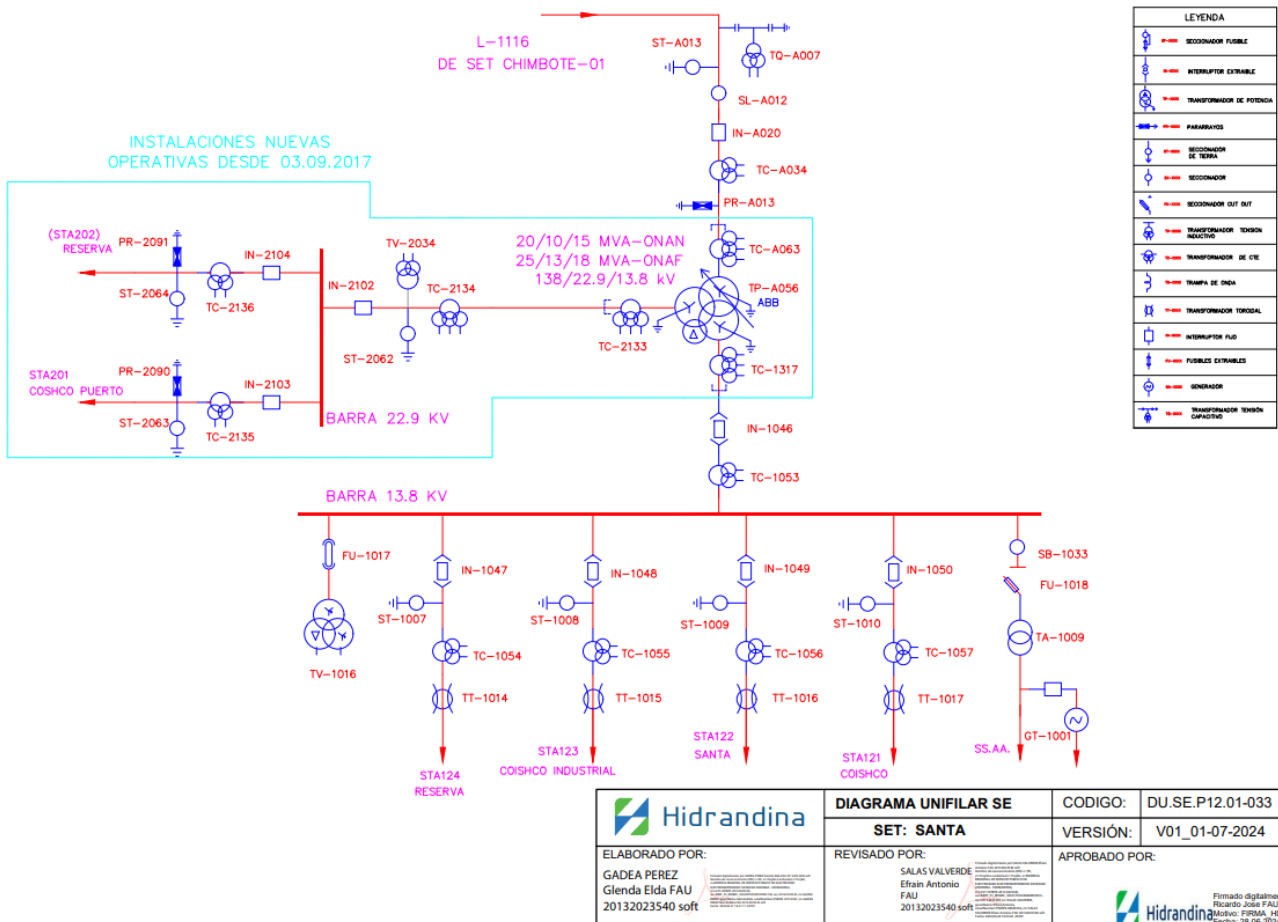 L-1116
DE SET CHIMBOTE-01
ST-A013
TQ-A007
SL-A012
IN-A020
TC-A034
PR-A013
INSTALACIONES NUEVAS
OPERATIVAS DESDE 03.09.2017
(STA202)
RESERVA
PR-2091
IN-2104
ST-2064
TC-2136
IN-2102
TV-2034
TC-2134
ST-2062
20/10/15 MVA-ONAN
25/13/18 MVA-ONAF
138/22.9/13.8 kV
TC-A063
TP-A056
ABB
TC-2133
TC-1317
STA201
COSHCO PUERTO
PR-2090
IN-2103
ST-2063
TC-2135
BARRA 22.9 KV
IN-1046
TC-1053
BARRA 13.8 KV
FU-1017
TV-1016
IN-1047
ST-1007
TC-1054
TT-1014
STA124
RESERVA
IN-1048
ST-1008
TC-1055
TT-1015
STA123
COISHCO INDUSTRIAL
IN-1049
ST-1009
TC-1056
TT-1016
STA122
SANTA
IN-1050
ST-1010
TC-1057
TT-1017
STA121
COISHCO
SB-1033
FU-1018
TA-1009
GT-1001
SS.AA.
LEYENDA
SECCIONADOR FUSIBLE
INTERRUPTOR EXTRAIBLE
TRANSFORMADOR DE POTENCIA
PARARRAYOS
SECCIONADOR
DE TIERRA
SECCIONADOR
SECCIONADOR CUT OUT
TRANSFORMADOR TENSION
INDUCTIVO
TRANSFORMADOR DE CTE
TRAMPA DE ONDA
TRANSFORMADOR TOROIDAL
INTERRUPTOR FIJO
FUSIBLES EXTRAIBLES
GENERADOR
TRANSFORMADOR TENSION
CAPACITIVO
Hidrandina
DIAGRAMA UNIFILAR SE
CODIGO: DU.SE.P12.01-033
SET: SANTA
VERSIÓN: V01_01-07-2024
ELABORADO POR:
GADEA PEREZ
Glenda Elda FAU
20132023540 soft
REVISADO POR:
SALAS VALVERDE
Efrain Antonio
FAU
20132023540 soft
APROBADO POR:
Hidrandina
Firmado digitalme
Ricardo Jose FAU
Motivo: FIRMA H